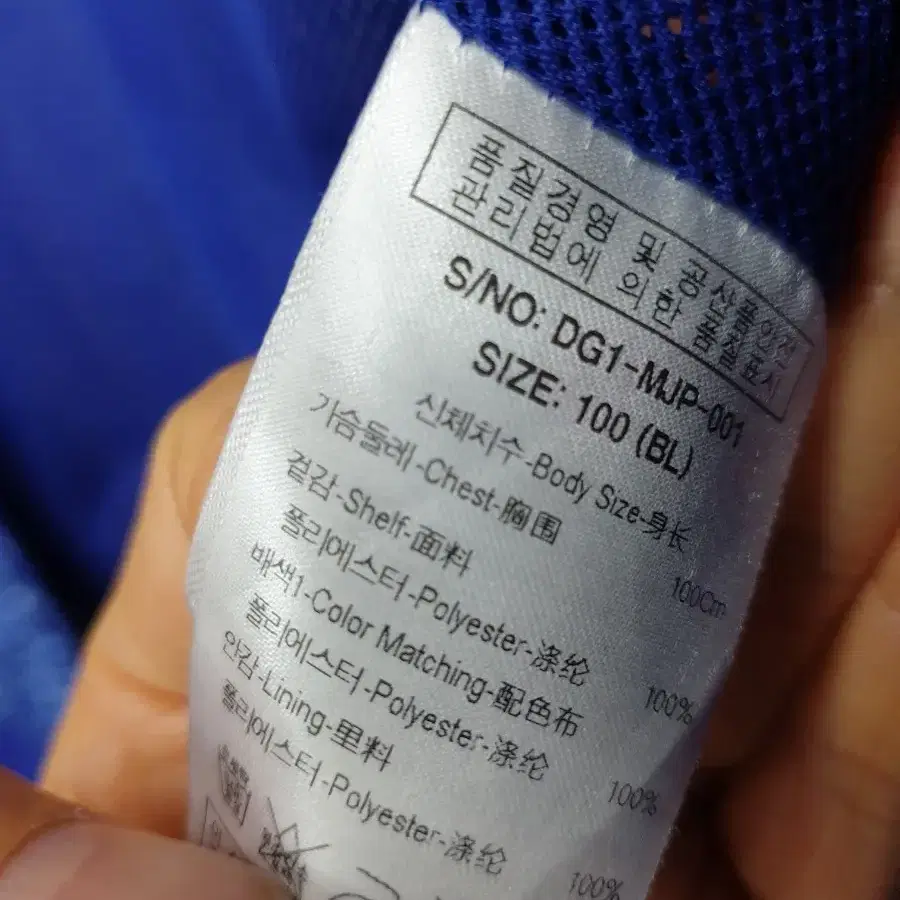 품질경영 및 공산품안전
관리법에 의한 품질표시
S/NO: DG1-MJP-001
SIZE: 100 (BL)
신체치수-Body Size-身长
가슴둘레-Chest-胸围 100Cm
겉감-Shelf-面料
폴리에스터-Polyester-涤纶 100%
배색1-Color Matching-配色布
폴리에스터-Polyester-涤纶 100%
안감-Lining-里料
폴리에스터-Polyester-涤纶 100%